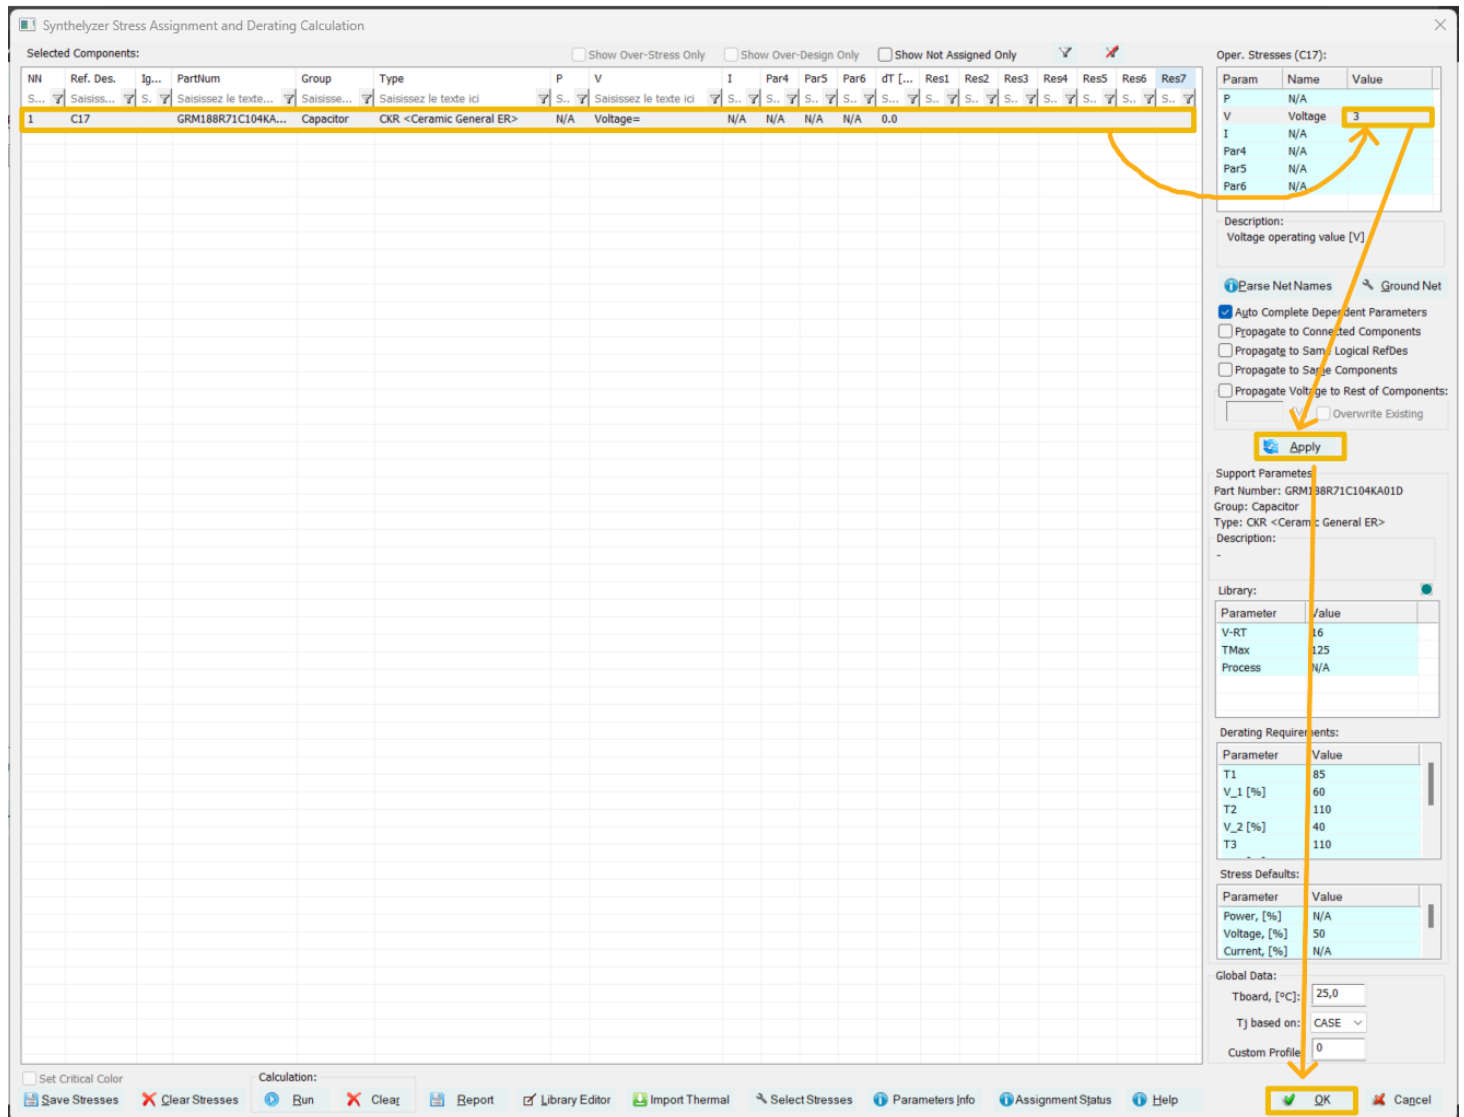 Synthelyzer Stress Assignment and Derating Calculation
Selected Components:
Show Over-Stress Only
Show Over-Design Only
Show Not Assigned Only
Oper. Stresses (C17):
NN Ref. Des. Ig... PartNum Group Type P V I Par4 Par5 Par6 dT [... Res1 Res2 Res3 Res4 Res5 Res6 Res7
S... Saisiss... S.. Saisissez le texte... Saisisse... Saisissez le texte ici S.. Saisissez le texte ici S.. S.. S.. S.. S... S.. S.. S.. S.. S.. S.. S..
1 C17 GRM188R71C104KA... Capacitor CKR <Ceramic General ER> N/A Voltage= N/A N/A N/A N/A 0.0
Param Name Value
P N/A
V Voltage 3
I N/A
Par4 N/A
Par5 N/A
Par6 N/A
Description:
Voltage operating value [V]
Parse Net Names
Ground Net
Auto Complete Dependent Parameters
Propagate to Connected Components
Propagate to Same Logical RefDes
Propagate to Same Components
Propagate Voltage to Rest of Components:
Overwrite Existing
Apply
Support Parametes
Part Number: GRM188R71C104KA01D
Group: Capacitor
Type: CKR <Ceramic General ER>
Description:
-
Library:
Parameter Value
V-RT 16
TMax 125
Process N/A
Derating Requirements:
Parameter Value
T1 85
V_1 [%] 60
T2 110
V_2 [%] 40
T3 110
Stress Defaults:
Parameter Value
Power, [%] N/A
Voltage, [%] 50
Current, [%] N/A
Global Data:
Tboard, [°C]: 25,0
Tj based on: CASE
Custom Profile 0
Set Critical Color
Calculation:
Save Stresses
Clear Stresses
Run
Clear
Report
Library Editor
Import Thermal
Select Stresses
Parameters Info
Assignment Status
Help
OK
Cancel